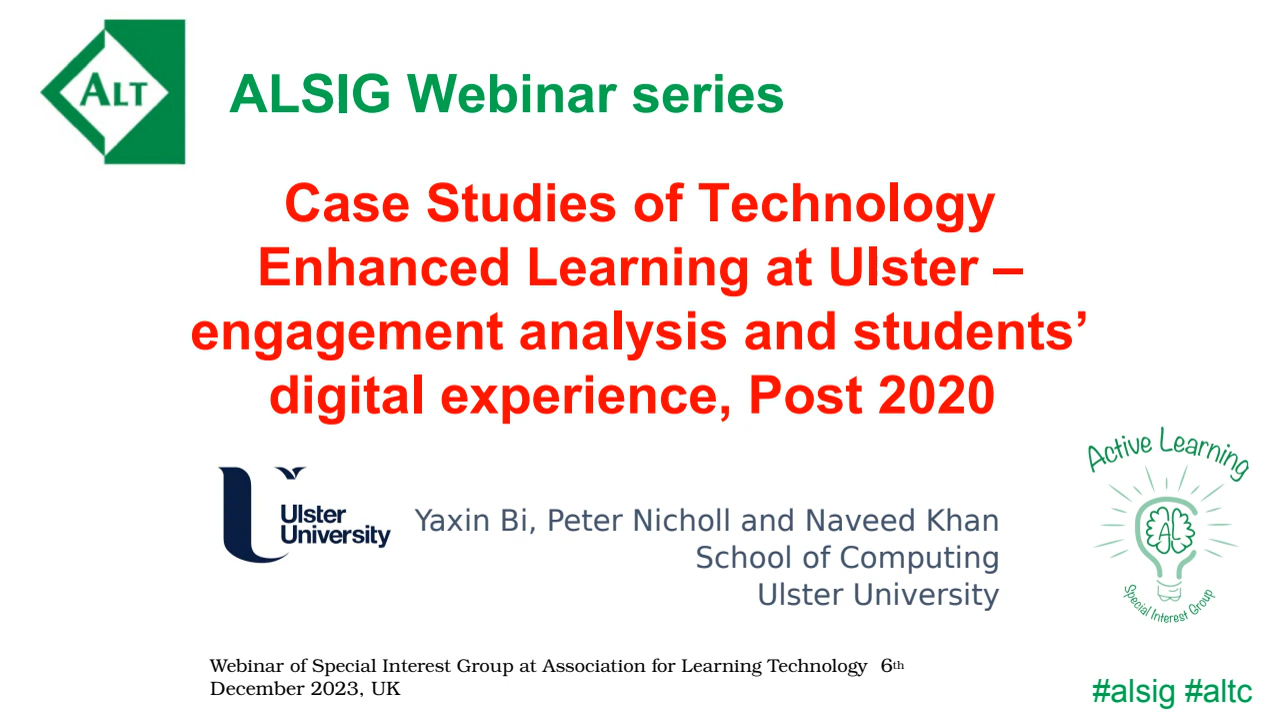 ALT
ALSIG Webinar series
Case Studies of Technology
Enhanced Learning at Ulster –
engagement analysis and students’
digital experience, Post 2020
Active Learning
AL
Special Interest Group
Ulster
University
Yaxin Bi, Peter Nicholl and Naveed Khan
School of Computing
Ulster University
Webinar of Special Interest Group at Association for Learning Technology 6th
December 2023, UK
#alsig #altc